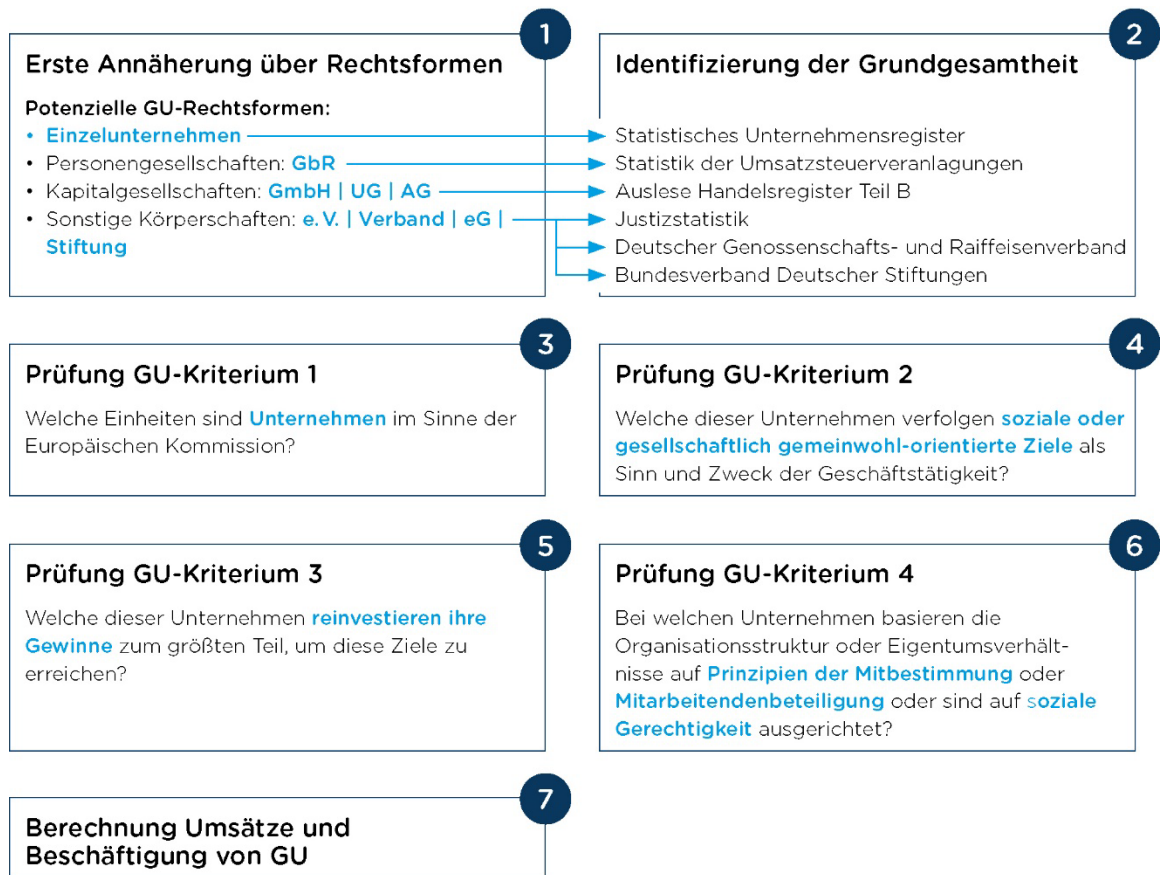 1
Erste Annäherung über Rechtsformen
Potenzielle GU-Rechtsformen:
• Einzelunternehmen
• Personengesellschaften: GbR
• Kapitalgesellschaften: GmbH | UG | AG
• Sonstige Körperschaften: e. V. | Verband | eG |
Stiftung
2
Identifizierung der Grundgesamtheit
Statistisches Unternehmensregister
Statistik der Umsatzsteuerveranlagungen
Auslese Handelsregister Teil B
Justizstatistik
Deutscher Genossenschafts- und Raiffeisenverband
Bundesverband Deutscher Stiftungen
3
Prüfung GU-Kriterium 1
Welche Einheiten sind Unternehmen im Sinne der
Europäischen Kommission?
4
Prüfung GU-Kriterium 2
Welche dieser Unternehmen verfolgen soziale oder
gesellschaftlich gemeinwohl-orientierte Ziele als
Sinn und Zweck der Geschäftstätigkeit?
5
Prüfung GU-Kriterium 3
Welche dieser Unternehmen reinvestieren ihre
Gewinne zum größten Teil, um diese Ziele zu
erreichen?
6
Prüfung GU-Kriterium 4
Bei welchen Unternehmen basieren die
Organisationsstruktur oder Eigentumsverhält-
nisse auf Prinzipien der Mitbestimmung oder
Mitarbeitendenbeteiligung oder sind auf soziale
Gerechtigkeit ausgerichtet?
7
Berechnung Umsätze und
Beschäftigung von GU